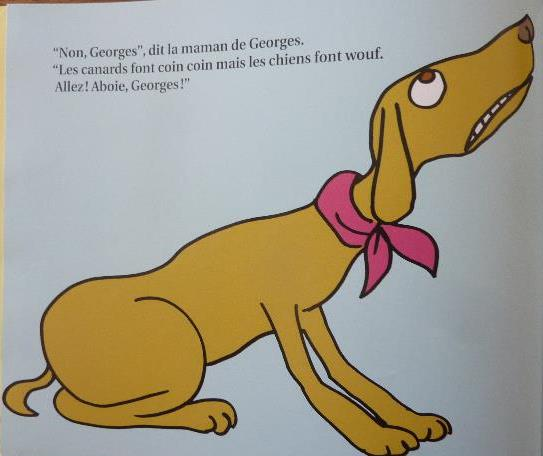 “Non, Georges”, dit la maman de Georges.
“Les canards font coin coin mais les chiens font wouf.
Allez! Aboie, Georges!”